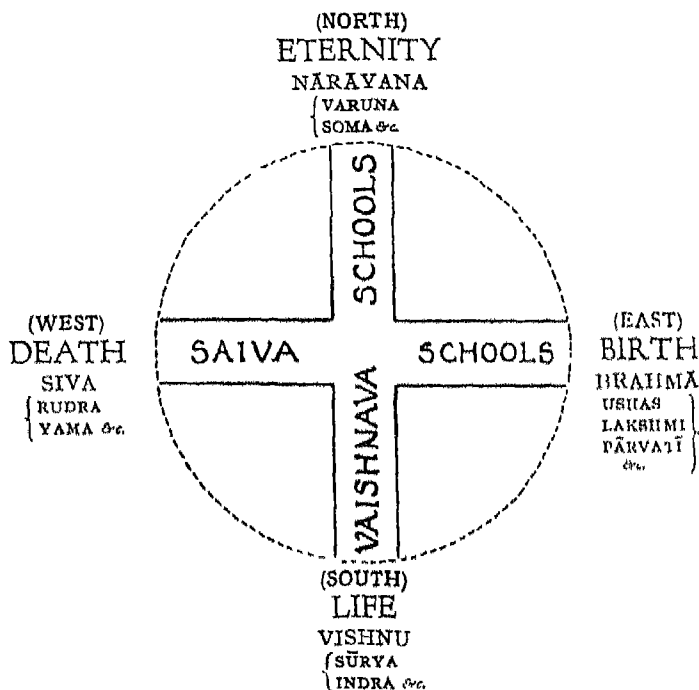 (NORTH)
ETERNITY
NĀRĀYANA
VARUNA
SOMA &c.
SCHOOLS
(WEST)
DEATH
SIVA
RUDRA
YAMA &c.
SAIVA SCHOOLS
(EAST)
BIRTH
BRAHMĀ
USHAS
LAKSHMI
PĀRVATĪ
&c.
VAISHNAVA
(SOUTH)
LIFE
VISHNU
SŪRYA
INDRA &c.